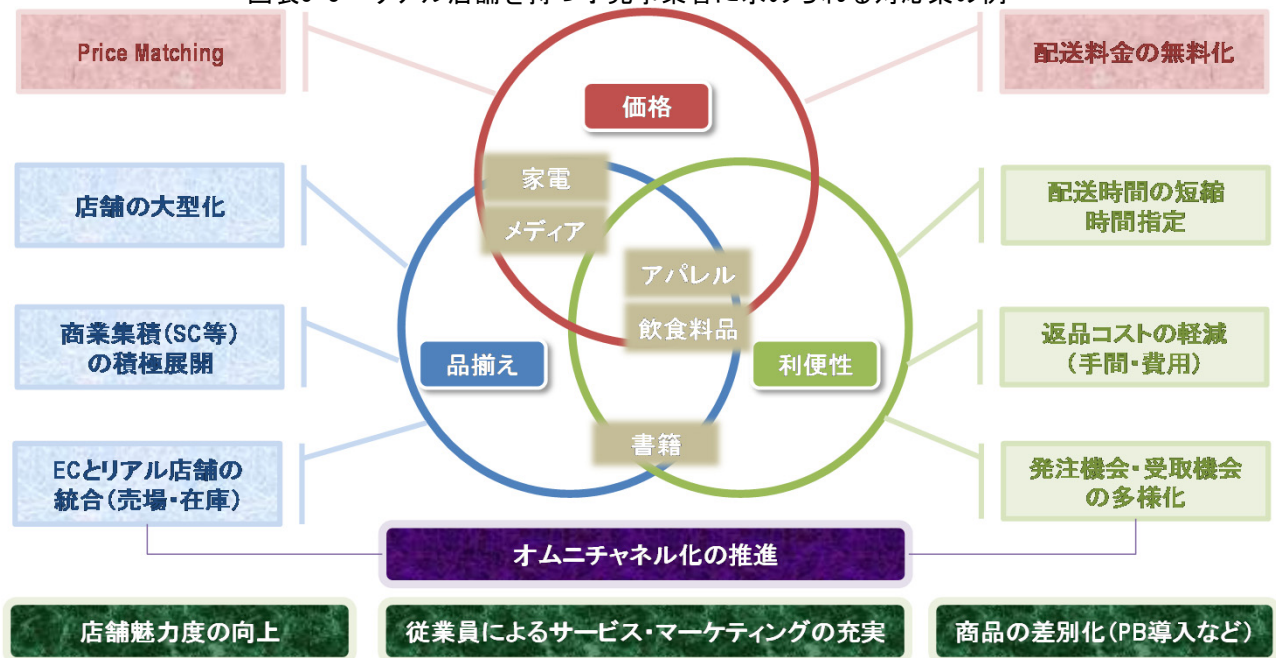 Price Matching
配送料金の無料化
価格
家電
メディア
店舗の大型化
配送時間の短縮
時間指定
アパレル
飲食料品
商業集積(SC等)
の積極展開
品揃え
利便性
返品コストの軽減
(手間・費用)
書籍
ECとリアル店舗の
統合(売場・在庫)
発注機会・受取機会
の多様化
オムニチャネル化の推進
店舗魅力度の向上
従業員によるサービス・マーケティングの充実
商品の差別化(PB導入など)